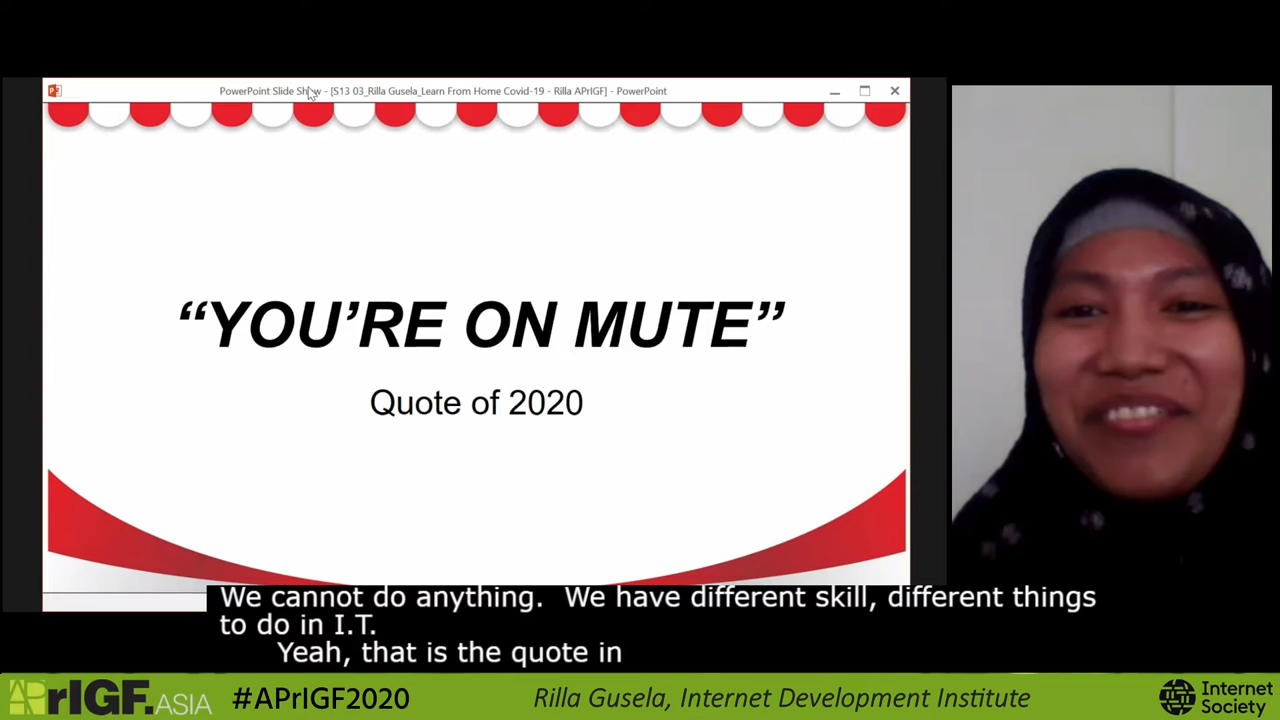 PowerPoint Slide Show - [S13 03_Rilla Gusela_Learn From Home Covid-19 - Rilla APrIGF] - PowerPoint
“YOU’RE ON MUTE”
Quote of 2020
We cannot do anything.  We have different skill, different things
to do in I.T.
Yeah, that is the quote in
APrIGF.ASIA
#APrIGF2020
Rilla Gusela, Internet Development Institute
Internet
Society